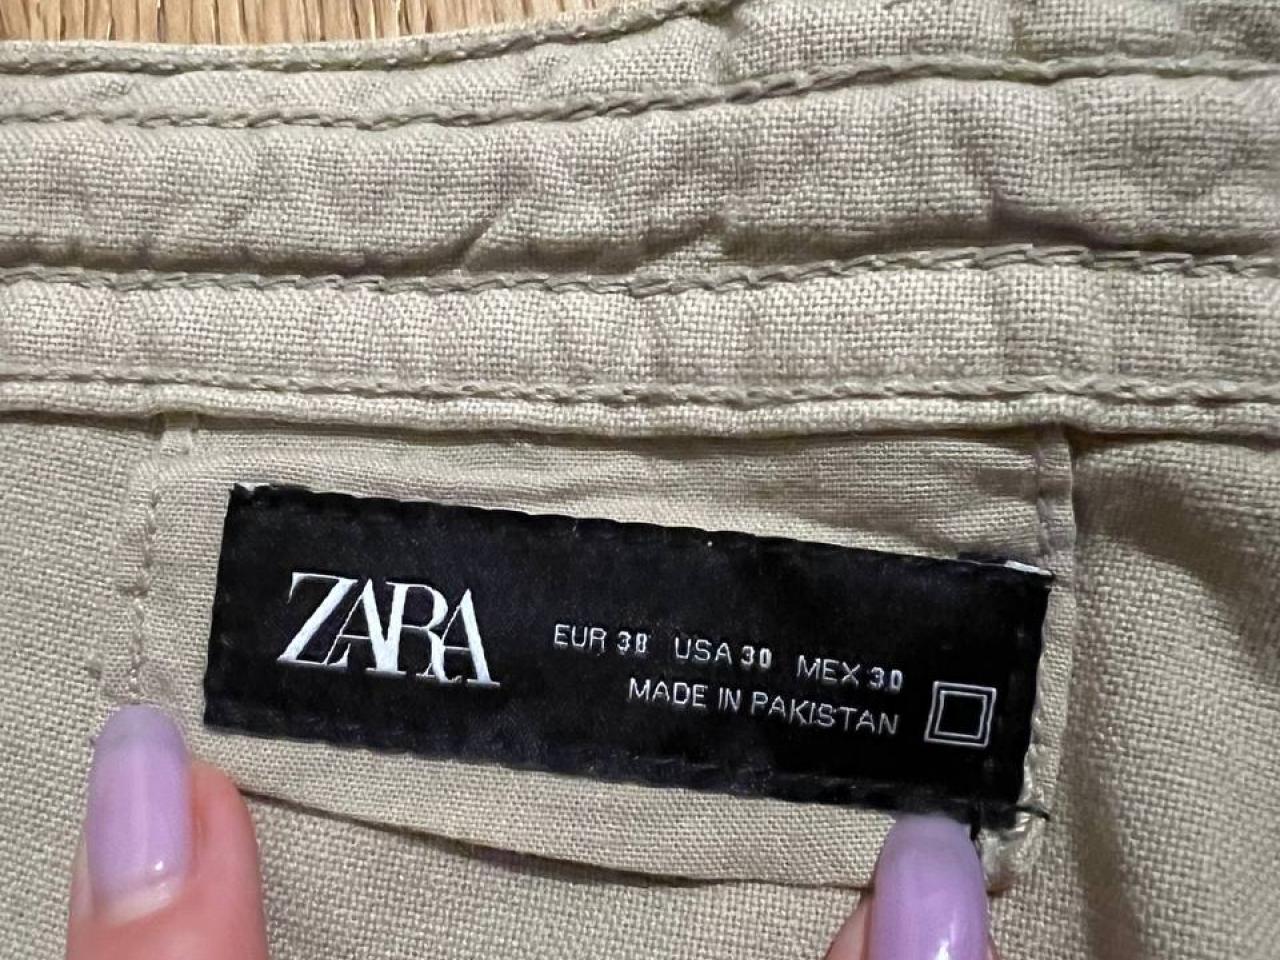 ZARA
EUR 38 USA 30 MEX 30
MADE IN PAKISTAN